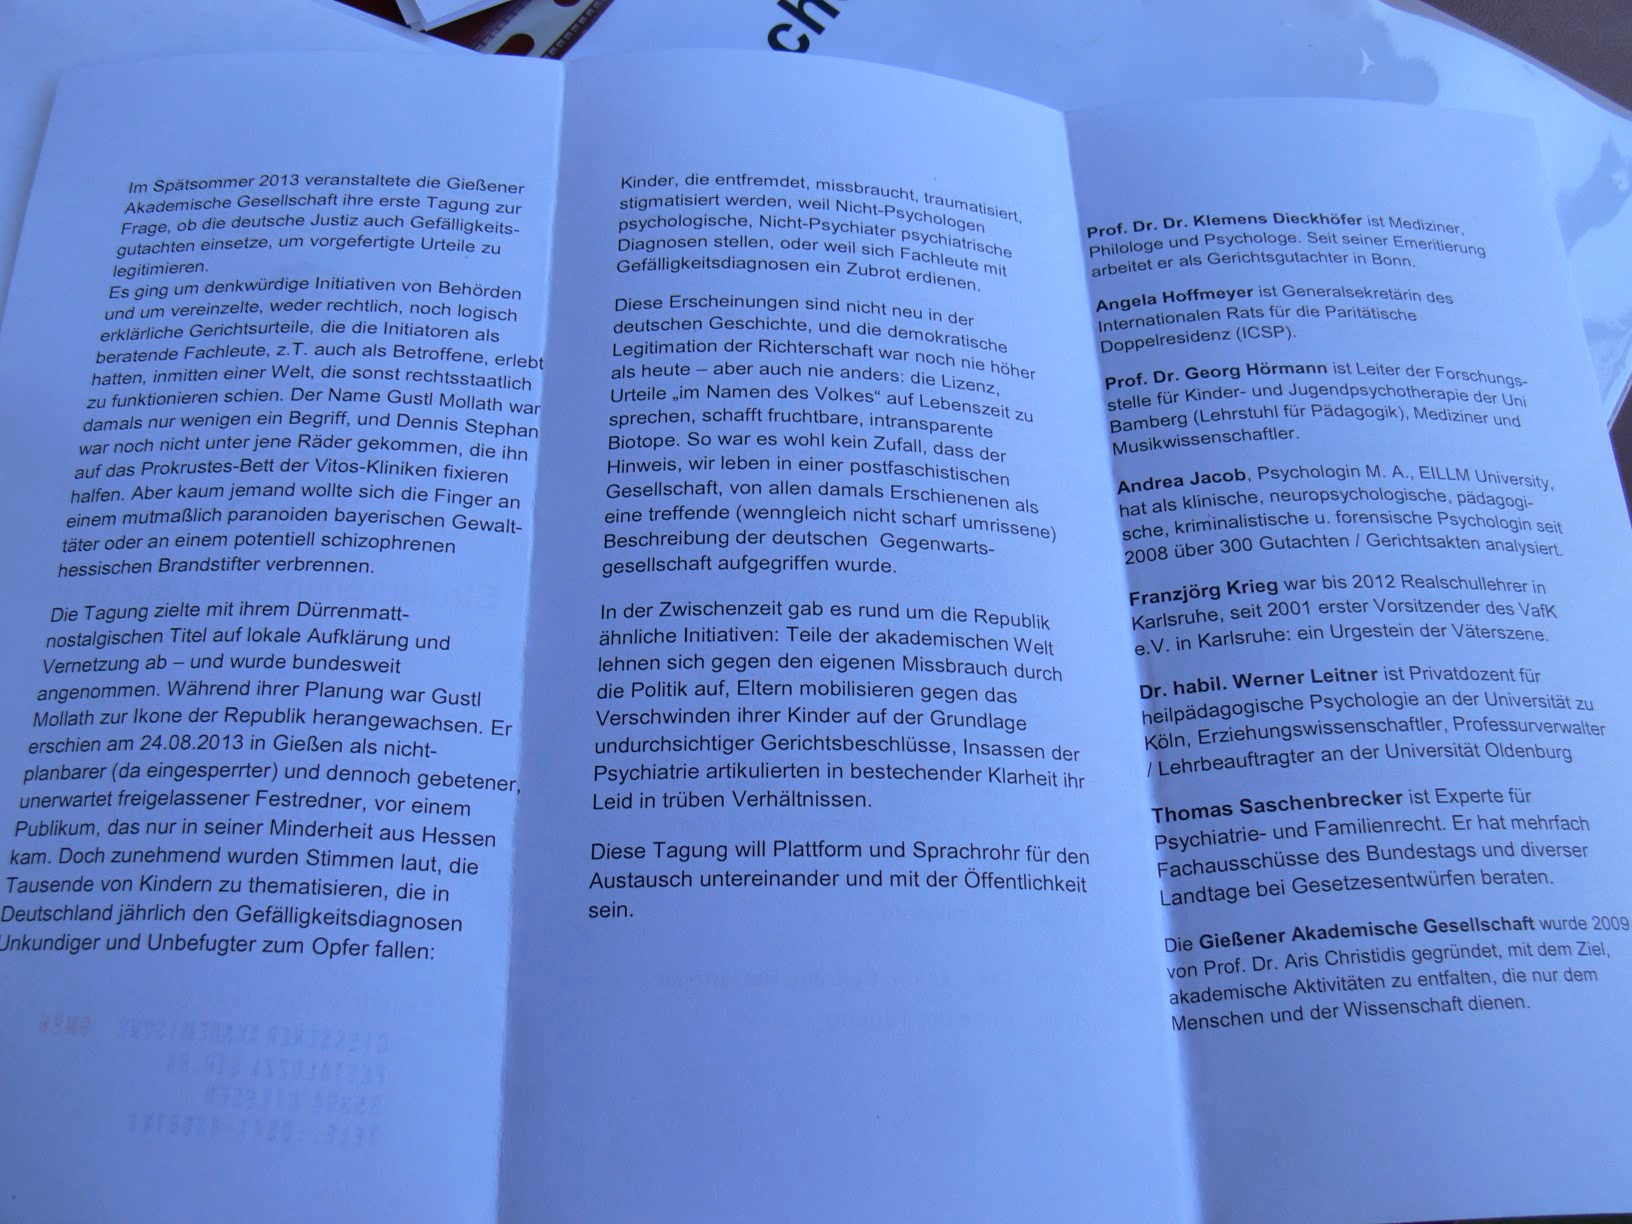 ch
Im Spätsommer 2013 veranstaltete die Gießener
Akademische Gesellschaft ihre erste Tagung zur
Frage, ob die deutsche Justiz auch Gefälligkeits-
gutachten einsetze, um vorgefertigte Urteile zu
legitimieren.
Es ging um denkwürdige Initiativen von Behörden
und um vereinzelte, weder rechtlich, noch logisch
erklärliche Gerichtsurteile, die die Initiatoren als
beratende Fachleute, z.T. auch als Betroffene, erlebt
hatten, inmitten einer Welt, die sonst rechtsstaatlich
zu funktionieren schien. Der Name Gustl Mollath war
damals nur wenigen ein Begriff, und Dennis Stephan
war noch nicht unter jene Räder gekommen, die ihn
auf das Prokrustes-Bett der Vitos-Kliniken fixieren
halfen. Aber kaum jemand wollte sich die Finger an
einem mutmaßlich paranoiden bayerischen Gewalt-
täter oder an einem potentiell schizophrenen
hessischen Brandstifter verbrennen.
Die Tagung zielte mit ihrem Dürrenmatt-
nostalgischen Titel auf lokale Aufklärung und
Vernetzung ab – und wurde bundesweit
angenommen. Während ihrer Planung war Gustl
Mollath zur Ikone der Republik herangewachsen. Er
erschien am 24.08.2013 in Gießen als nicht-
planbarer (da eingesperrter) und dennoch gebetener,
unerwartet freigelassener Festredner, vor einem
Publikum, das nur in seiner Minderheit aus Hessen
kam. Doch zunehmend wurden Stimmen laut, die
Tausende von Kindern zu thematisieren, die in
Deutschland jährlich den Gefälligkeitsdiagnosen
Unkundiger und Unbefugter zum Opfer fallen:
Kinder, die entfremdet, missbraucht, traumatisiert,
stigmatisiert werden, weil Nicht-Psychologen
psychologische, Nicht-Psychiater psychiatrische
Diagnosen stellen, oder weil sich Fachleute mit
Gefälligkeitsdiagnosen ein Zubrot erdienen.
Diese Erscheinungen sind nicht neu in der
deutschen Geschichte, und die demokratische
Legitimation der Richterschaft war noch nie höher
als heute – aber auch nie anders: die Lizenz,
Urteile „im Namen des Volkes“ auf Lebenszeit zu
sprechen, schafft fruchtbare, intransparente
Biotope. So war es wohl kein Zufall, dass der
Hinweis, wir leben in einer postfaschistischen
Gesellschaft, von allen damals Erschienenen als
eine treffende (wenngleich nicht scharf umrissene)
Beschreibung der deutschen Gegenwarts-
gesellschaft aufgegriffen wurde.
In der Zwischenzeit gab es rund um die Republik
ähnliche Initiativen: Teile der akademischen Welt
lehnen sich gegen den eigenen Missbrauch durch
die Politik auf, Eltern mobilisieren gegen das
Verschwinden ihrer Kinder auf der Grundlage
undurchsichtiger Gerichtsbeschlüsse, Insassen der
Psychiatrie artikulierten in bestechender Klarheit ihr
Leid in trüben Verhältnissen.
Diese Tagung will Plattform und Sprachrohr für den
Austausch untereinander und mit der Öffentlichkeit
sein.
Prof. Dr. Dr. Klemens Dieckhöfer ist Mediziner,
Philologe und Psychologe. Seit seiner Emeritierung
arbeitet er als Gerichtsgutachter in Bonn.
Angela Hoffmeyer ist Generalsekretärin des
Internationalen Rats für die Paritätische
Doppelresidenz (ICSP).
Prof. Dr. Georg Hörmann ist Leiter der Forschungs-
stelle für Kinder- und Jugendpsychotherapie der Uni
Bamberg (Lehrstuhl für Pädagogik), Mediziner und
Musikwissenschaftler.
Andrea Jacob, Psychologin M. A., EILLM University,
hat als klinische, neuropsychologische, pädagogi-
sche, kriminalistische u. forensische Psychologin seit
2008 über 300 Gutachten / Gerichtsakten analysiert.
Franzjörg Krieg war bis 2012 Realschullehrer in
Karlsruhe, seit 2001 erster Vorsitzender des VafK
e.V. in Karlsruhe: ein Urgestein der Väterszene.
Dr. habil. Werner Leitner ist Privatdozent für
heilpädagogische Psychologie an der Universität zu
Köln, Erziehungswissenschaftler, Professurverwalter
/ Lehrbeauftragter an der Universität Oldenburg
Thomas Saschenbrecker ist Experte für
Psychiatrie- und Familienrecht. Er hat mehrfach
Fachausschüsse des Bundestags und diverser
Landtage bei Gesetzesentwürfen beraten.
Die Gießener Akademische Gesellschaft wurde 2009
von Prof. Dr. Aris Christidis gegründet, mit dem Ziel,
akademische Aktivitäten zu entfalten, die nur dem
Menschen und der Wissenschaft dienen.